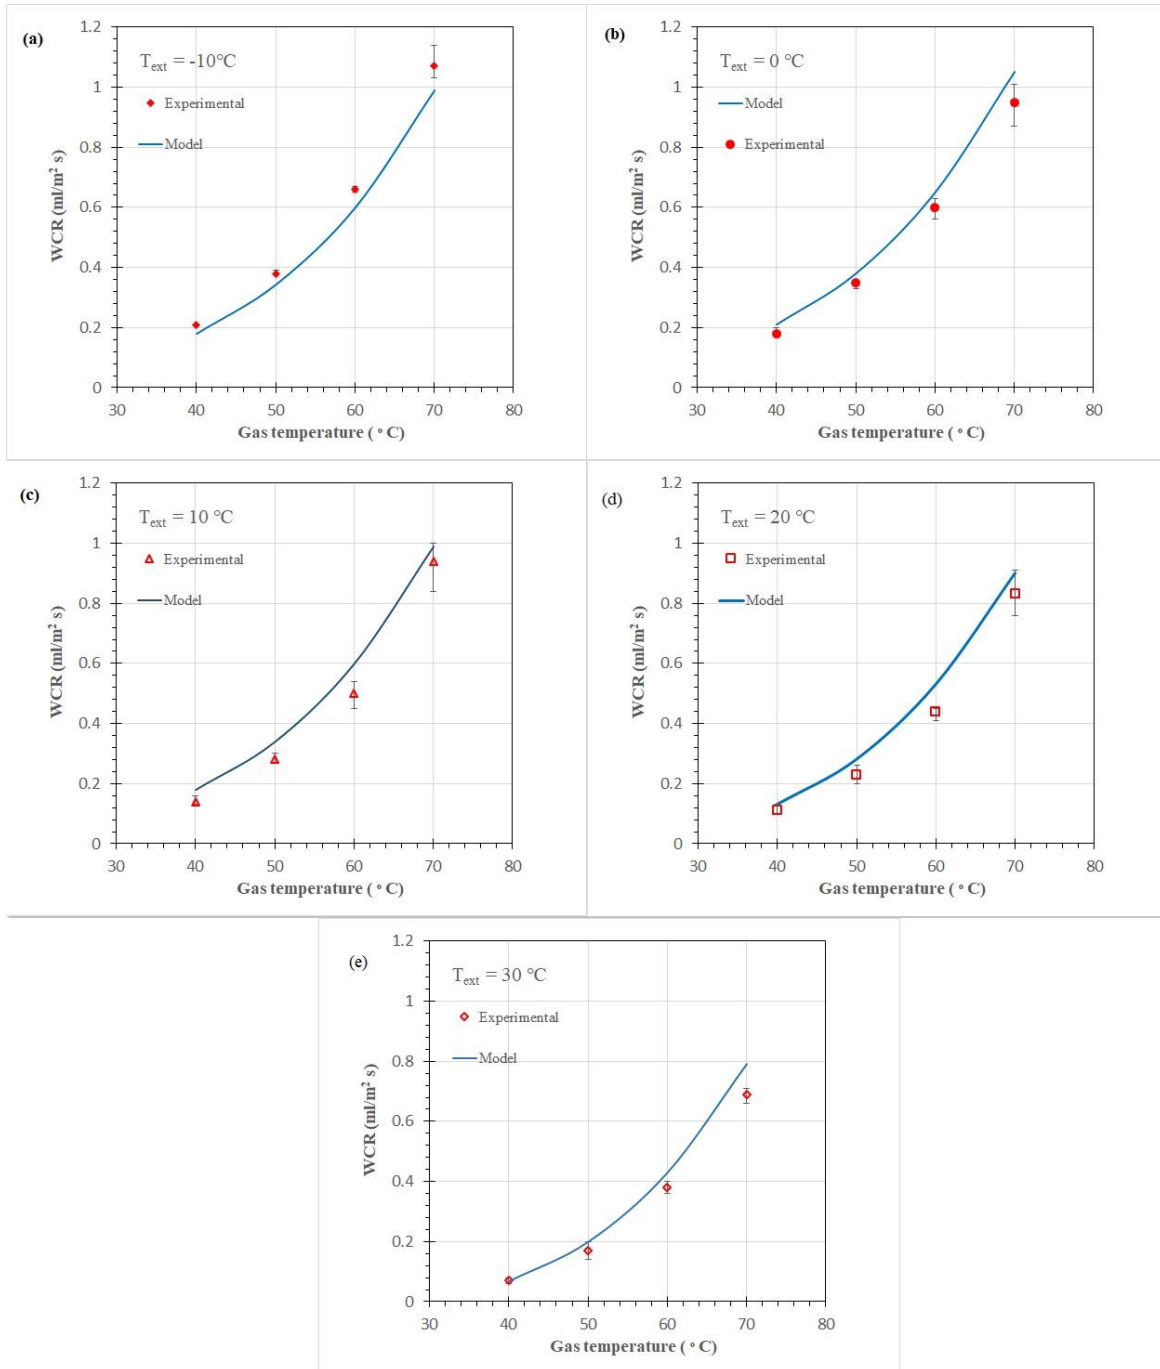 (a)
T_ext = -10°C
Experimental
Model
1.2
1
0.8
0.6
0.4
0.2
0
WCR (ml/m² s)
30 40 50 60 70 80
Gas temperature ( ° C)
(b)
T_ext = 0 °C
Model
Experimental
1.2
1
0.8
0.6
0.4
0.2
0
WCR (ml/m² s)
30 40 50 60 70 80
Gas temperature ( ° C)
(c)
T_ext = 10 °C
Experimental
Model
1.2
1
0.8
0.6
0.4
0.2
0
WCR (ml/m² s)
30 40 50 60 70 80
Gas temperature ( ° C)
(d)
T_ext = 20 °C
Experimental
Model
1.2
1
0.8
0.6
0.4
0.2
0
WCR (ml/m² s)
30 40 50 60 70 80
Gas temperature ( ° C)
(e)
T_ext = 30 °C
Experimental
Model
1.2
1
0.8
0.6
0.4
0.2
0
WCR (ml/m² s)
30 40 50 60 70 80
Gas temperature ( ° C)